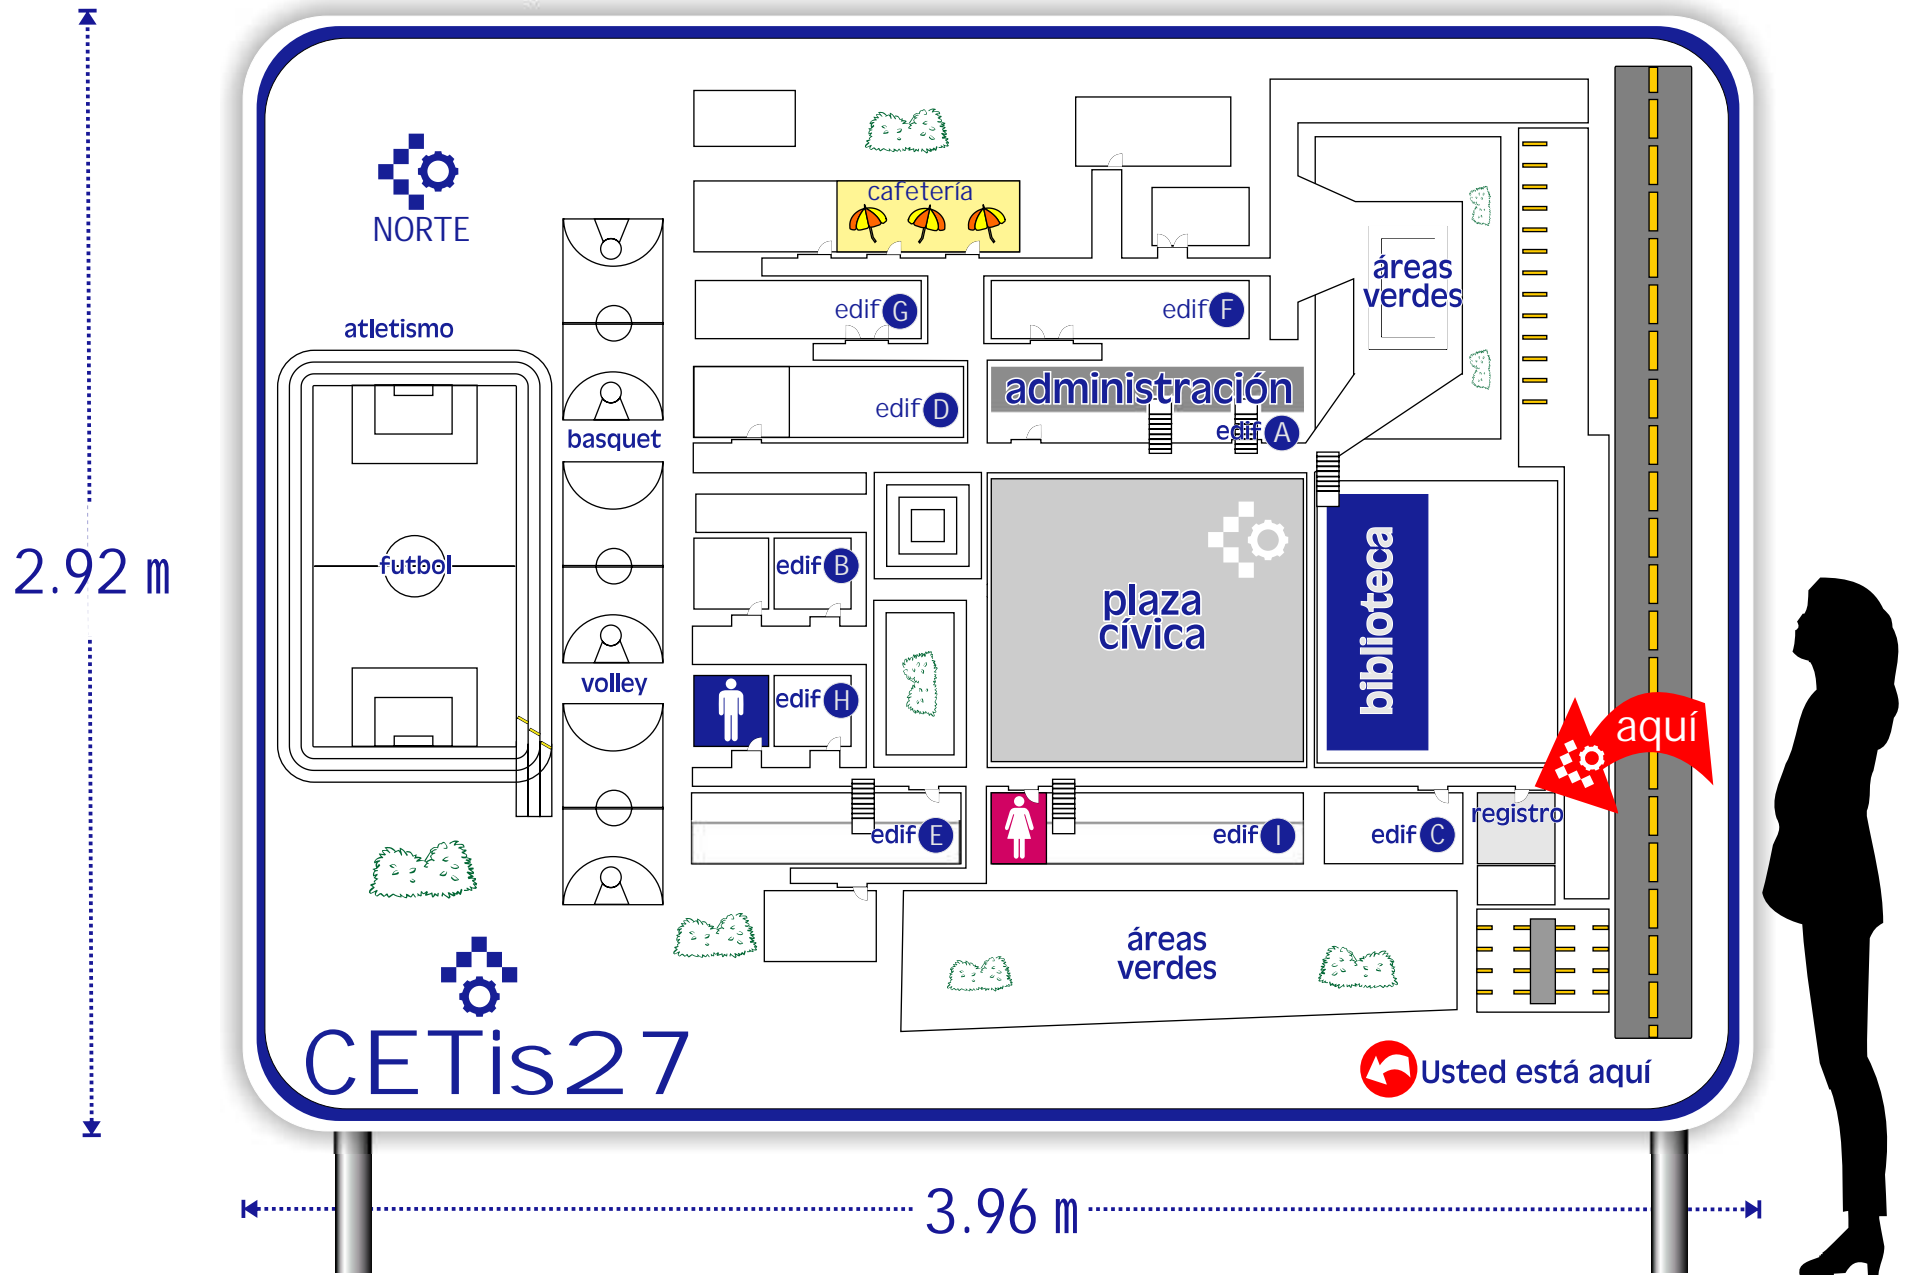 NORTE
cafetería
áreas
verdes
edif G
edif F
atletismo
administración
edif D
edif A
basquet
2.92 m
futbol
edif B
plaza
cívica
biblioteca
volley
edif H
aquí
registro
edif E
edif I
edif C
áreas
verdes
CETis27
Usted está aquí
3.96 m